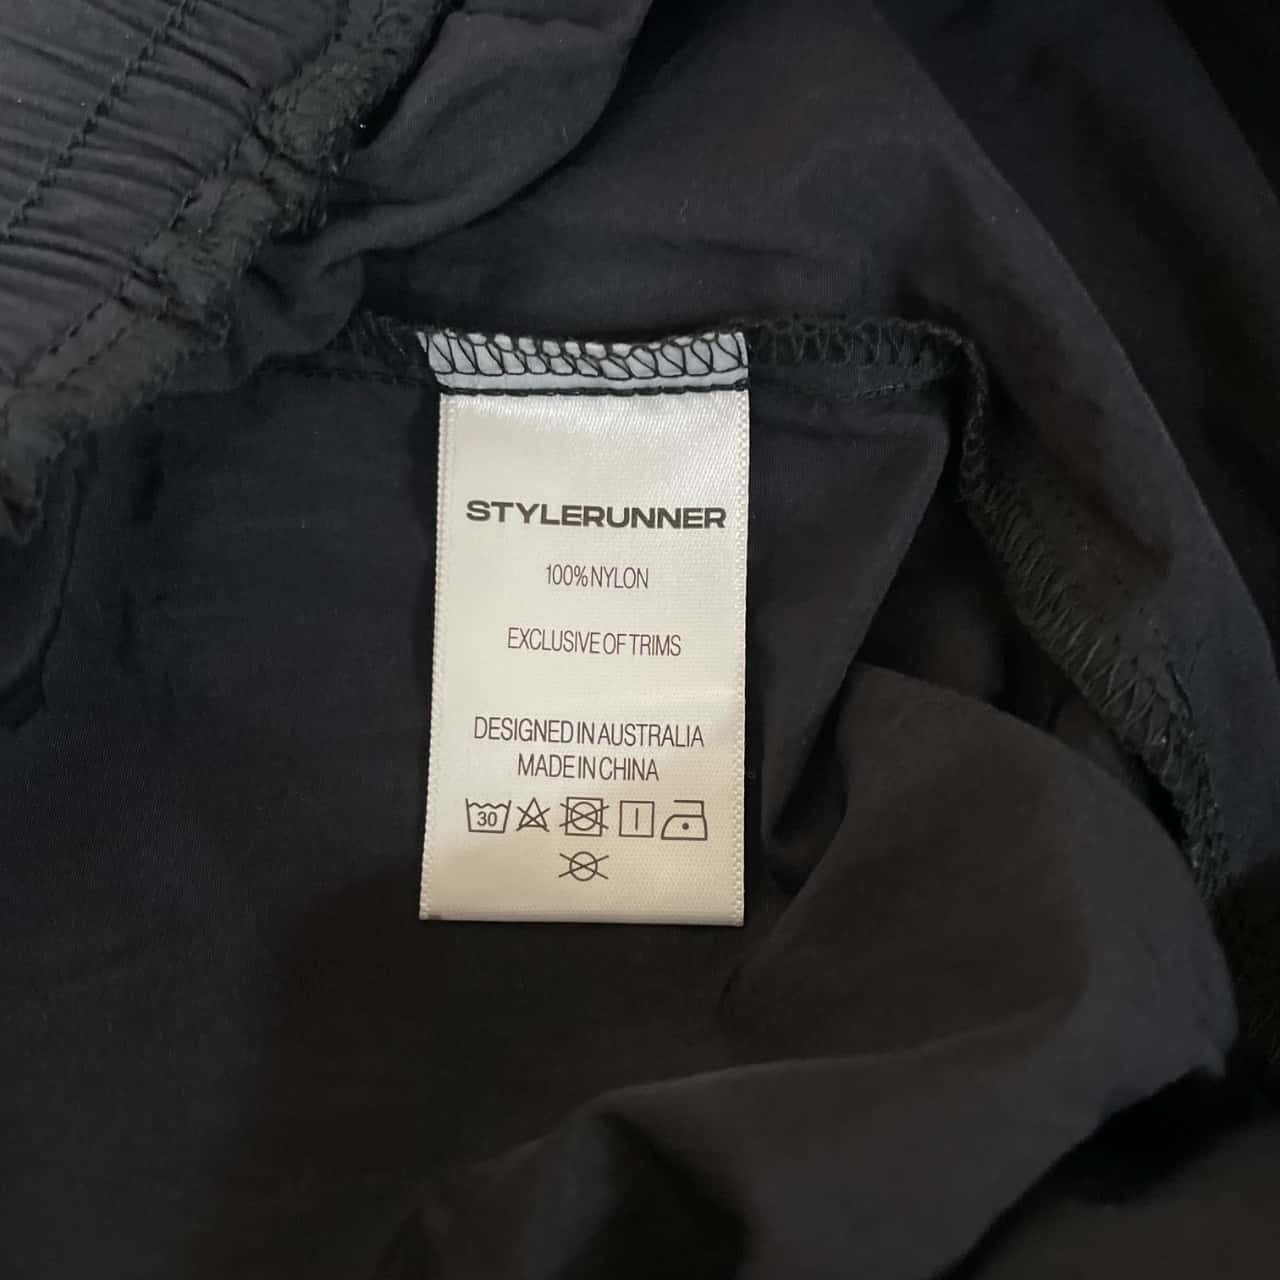 STYLERUNNER
100% NYLON
EXCLUSIVE OF TRIMS
DESIGNED IN AUSTRALIA
MADE IN CHINA
30